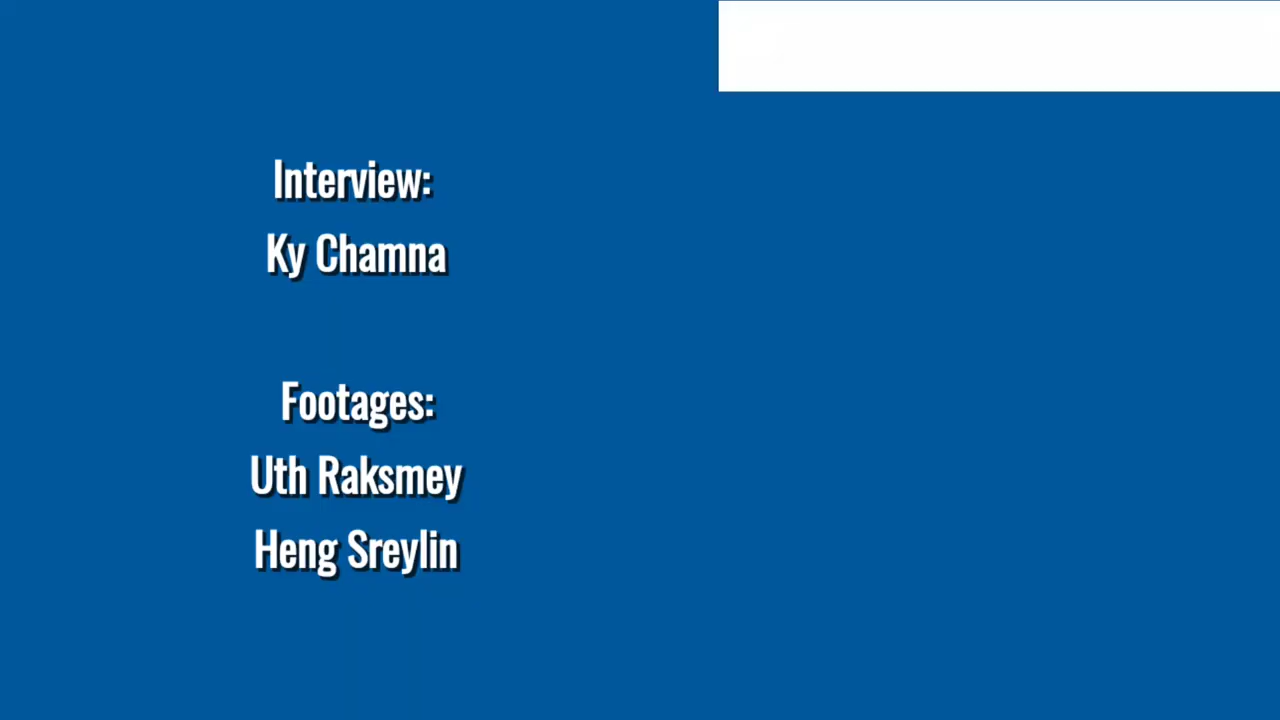 Interview:
Ky Chamna
Footages:
Uth Raksmey
Heng Sreylin